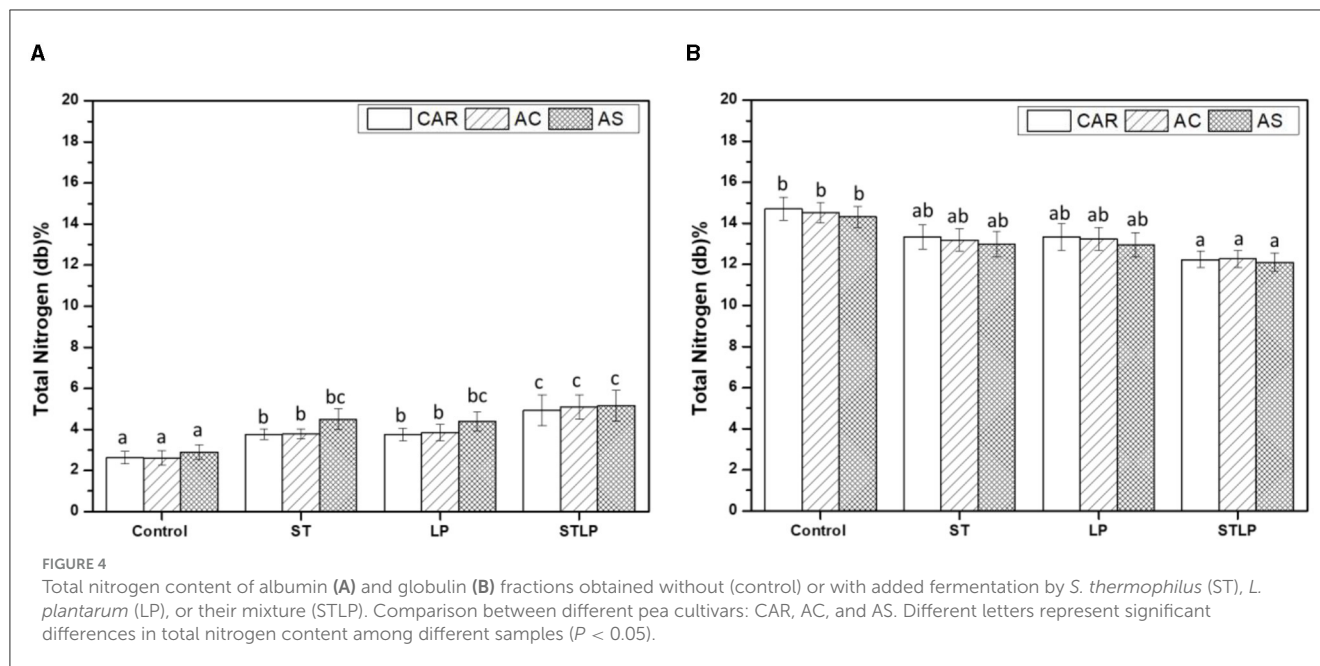 A
Total Nitrogen (db)%
20
18
16
14
12
10
8
6
4
2
0
CAR AC AS
a a a b b bc b b bc c c c
Control ST LP STLP
B
Total Nitrogen (db)%
20
18
16
14
12
10
8
6
4
2
0
CAR AC AS
b b b ab ab ab ab ab ab a a a
Control ST LP STLP
FIGURE 4
Total nitrogen content of albumin (A) and globulin (B) fractions obtained without (control) or with added fermentation by S. thermophilus (ST), L.
plantarum (LP), or their mixture (STLP). Comparison between different pea cultivars: CAR, AC, and AS. Different letters represent significant
differences in total nitrogen content among different samples (P < 0.05).